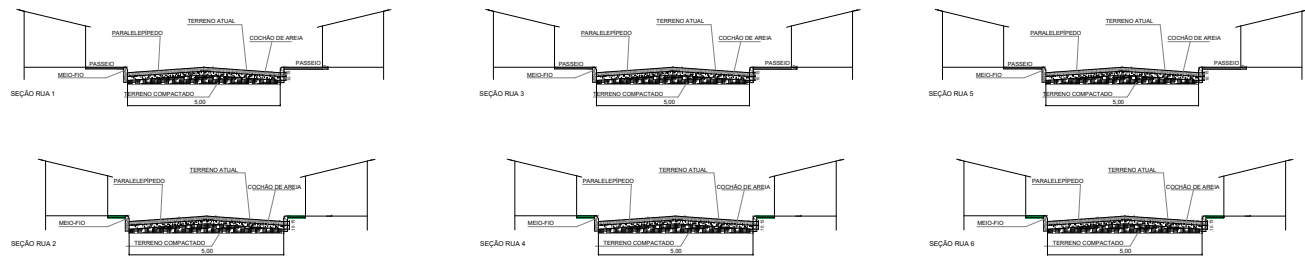 TERRENO ATUAL
PARALELEPÍPEDO
COCHÃO DE AREIA
PASSEIO
PASSEIO
MEIO-FIO
TERRENO COMPACTADO
SEÇÃO RUA 1
5,00
TERRENO ATUAL
PARALELEPÍPEDO
COCHÃO DE AREIA
PASSEIO
PASSEIO
MEIO-FIO
TERRENO COMPACTADO
SEÇÃO RUA 3
5,00
TERRENO ATUAL
PARALELEPÍPEDO
COCHÃO DE AREIA
PASSEIO
PASSEIO
MEIO-FIO
TERRENO COMPACTADO
SEÇÃO RUA 5
5,00
TERRENO ATUAL
PARALELEPÍPEDO
COCHÃO DE AREIA
MEIO-FIO
TERRENO COMPACTADO
SEÇÃO RUA 2
5,00
TERRENO ATUAL
PARALELEPÍPEDO
COCHÃO DE AREIA
MEIO-FIO
TERRENO COMPACTADO
SEÇÃO RUA 4
5,00
TERRENO ATUAL
PARALELEPÍPEDO
COCHÃO DE AREIA
MEIO-FIO
TERRENO COMPACTADO
SEÇÃO RUA 6
5,00